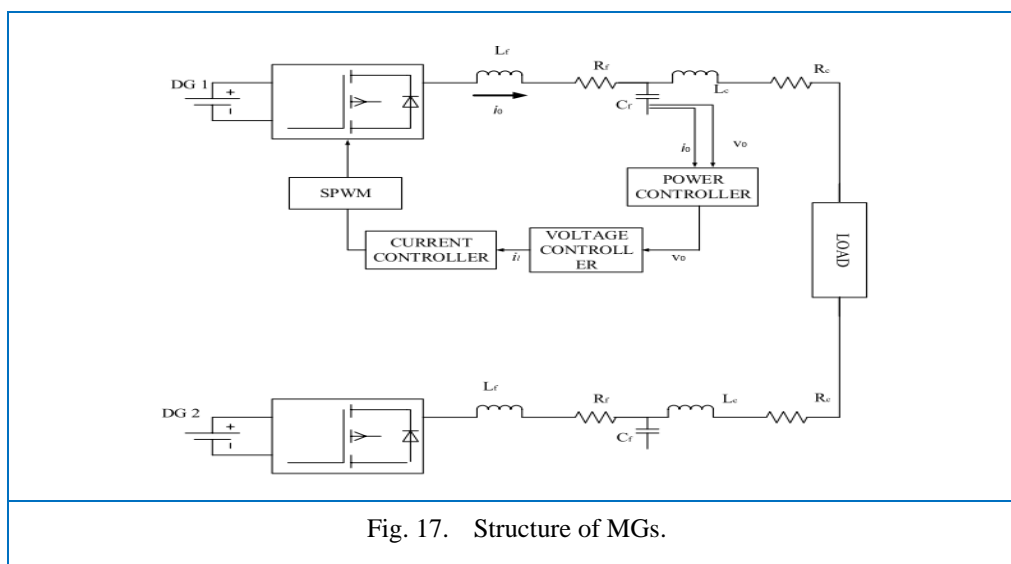 Lf
Rf
Rc
DG 1
+
-
Lc
Cf
i0
i0
v0
POWER
CONTROLLER
SPWM
VOLTAGE
CONTROLL
ER
CURRENT
CONTROLLER
il
v0
LOAD
Lf
Rf
Lc
Rc
DG 2
+
-
Cf
Fig. 17. Structure of MGs.